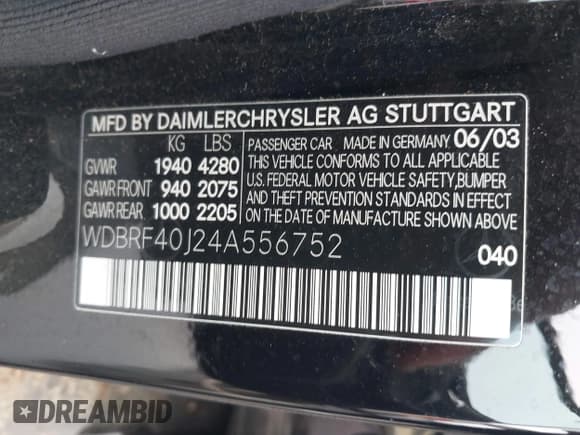 MFD BY DAIMLERCHRYSLER AG STUTTGART
KG LBS
GVWR 1940 4280
GAWR FRONT 940 2075
GAWR REAR 1000 2205
PASSENGER CAR MADE IN GERMANY 06/03
THIS VEHICLE CONFORMS TO ALL APPLICABLE
U.S. FEDERAL MOTOR VEHICLE SAFETY,BUMPER
AND THEFT PREVENTION STANDARDS IN EFFECT
ON THE DATE OF MANUFACTURE SHOWN ABOVE.
WDBRF40J24A556752
040
DREAMBID